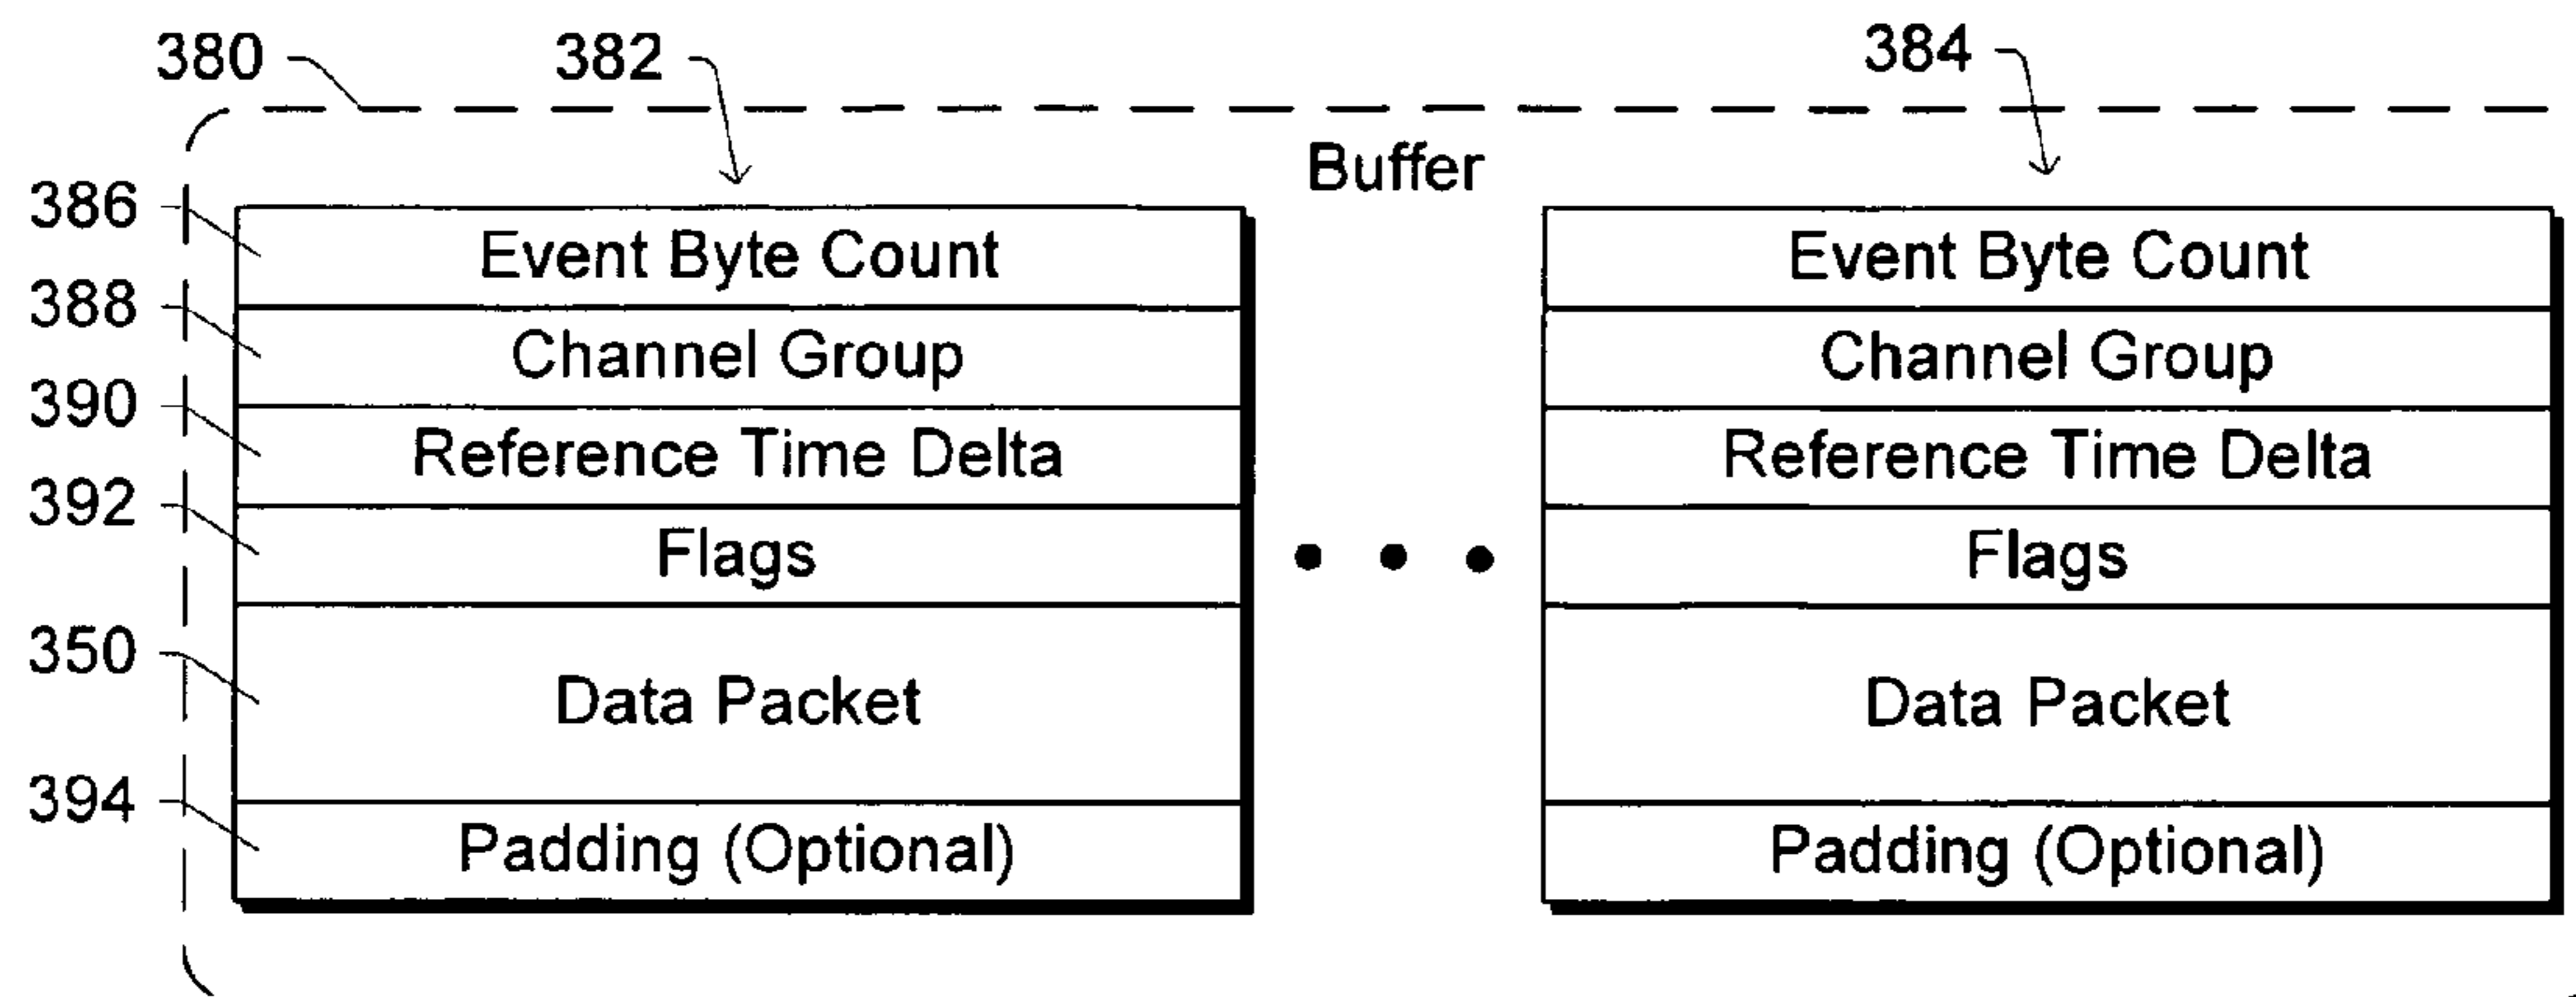 380 382 384
Buffer
386 Event Byte Count Event Byte Count
388 Channel Group Channel Group
390 Reference Time Delta Reference Time Delta
392 Flags Flags
350 Data Packet Data Packet
394 Padding (Optional) Padding (Optional)